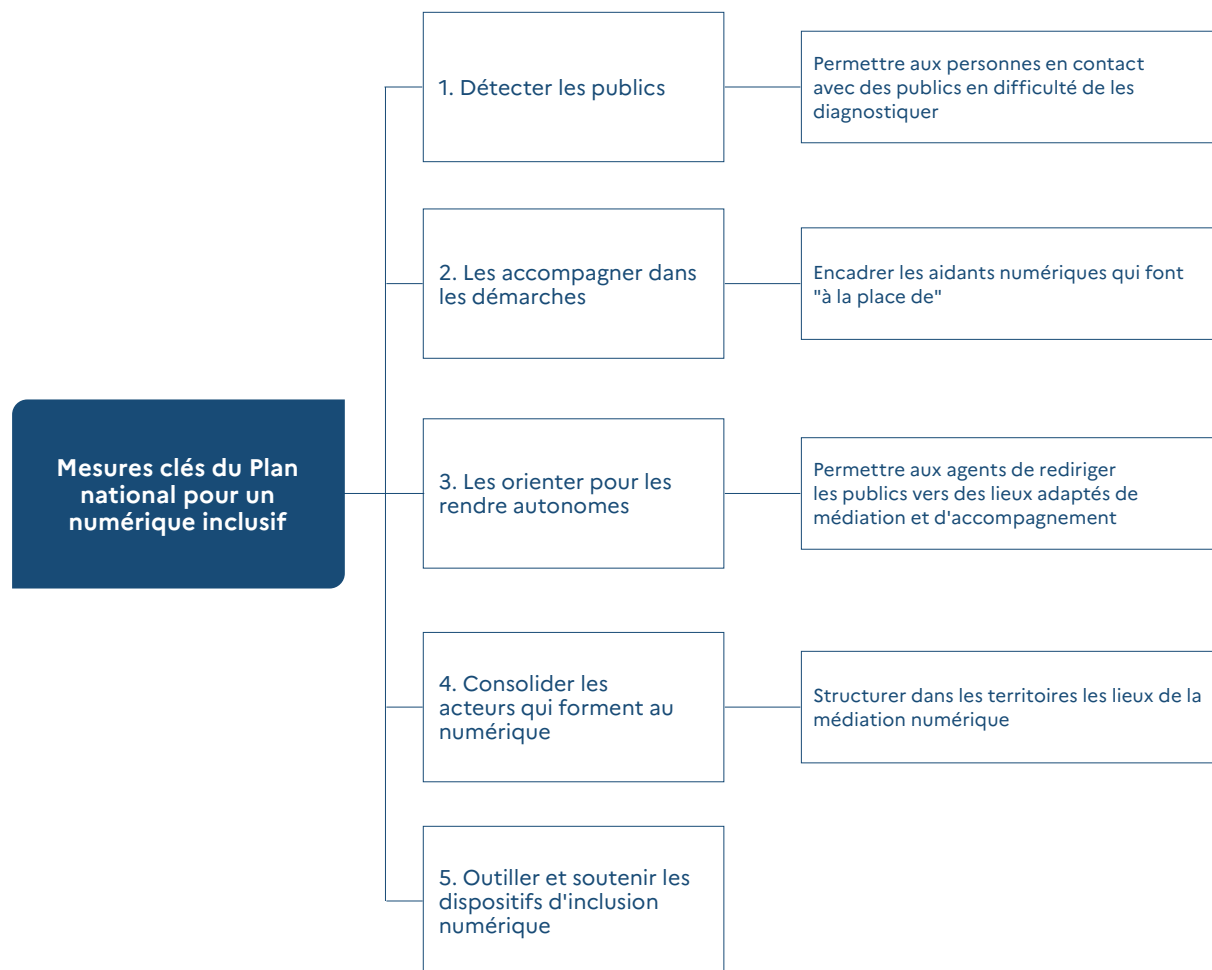 Mesures clés du Plan
national pour un
numérique inclusif
1. Détecter les publics
Permettre aux personnes en contact
avec des publics en difficulté de les
diagnostiquer
2. Les accompagner dans
les démarches
Encadrer les aidants numériques qui font
"à la place de"
3. Les orienter pour les
rendre autonomes
Permettre aux agents de rediriger
les publics vers des lieux adaptés de
médiation et d'accompagnement
4. Consolider les
acteurs qui forment au
numérique
Structurer dans les territoires les lieux de la
médiation numérique
5. Outiller et soutenir les
dispositifs d'inclusion
numérique